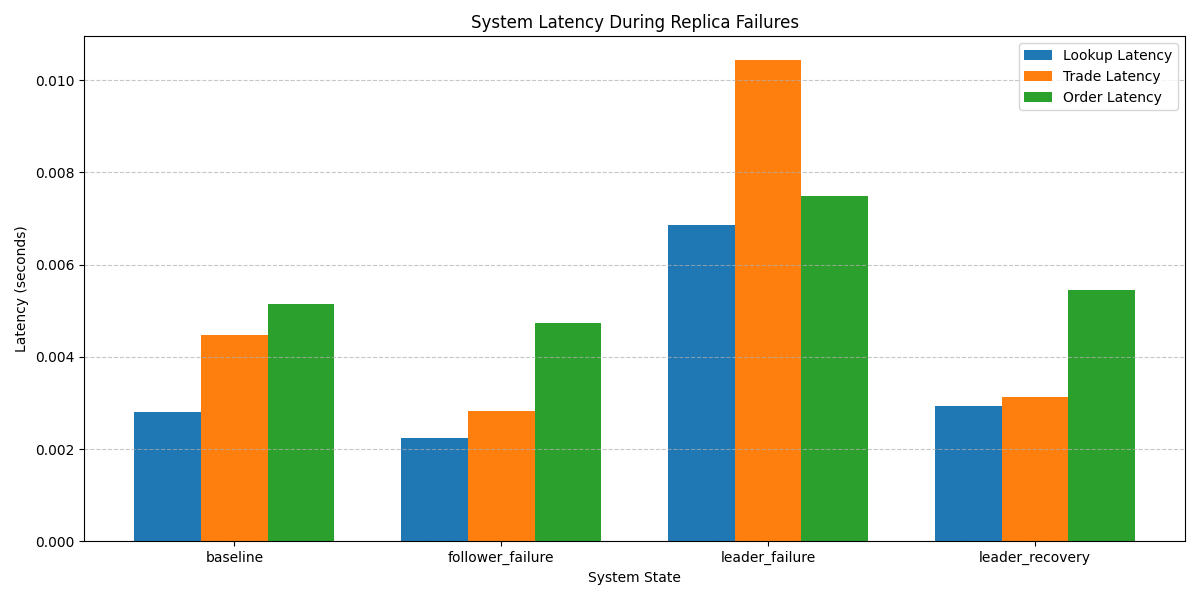 System Latency During Replica Failures
Lookup Latency
Trade Latency
Order Latency
Latency (seconds)
0.010
0.008
0.006
0.004
0.002
0.000
baseline
follower_failure
leader_failure
leader_recovery
System State